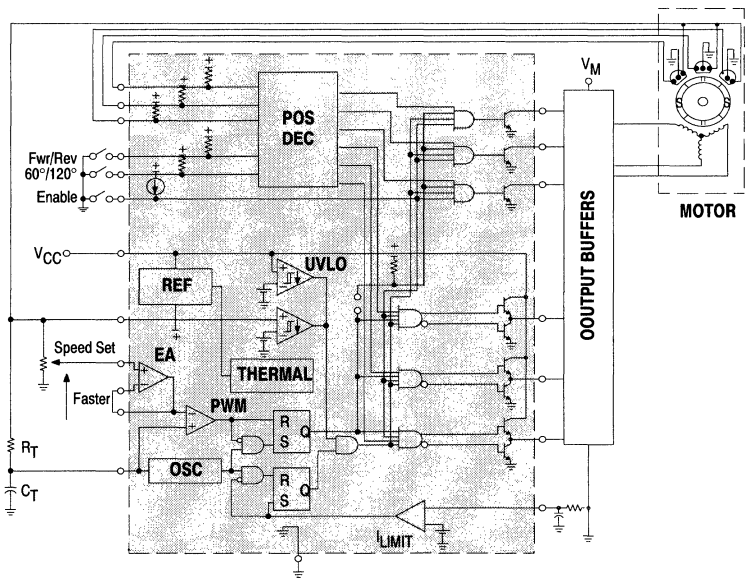 V_M
POS
DEC
Fwr/Rev
60°/120°
Enable
MOTOR
V_CC
REF
UVLO
OOUTPUT BUFFERS
Speed Set
EA
THERMAL
Faster
PWM
R
S
Q
R_T
OSC
R
S
Q
C_T
I_LIMIT
S
S